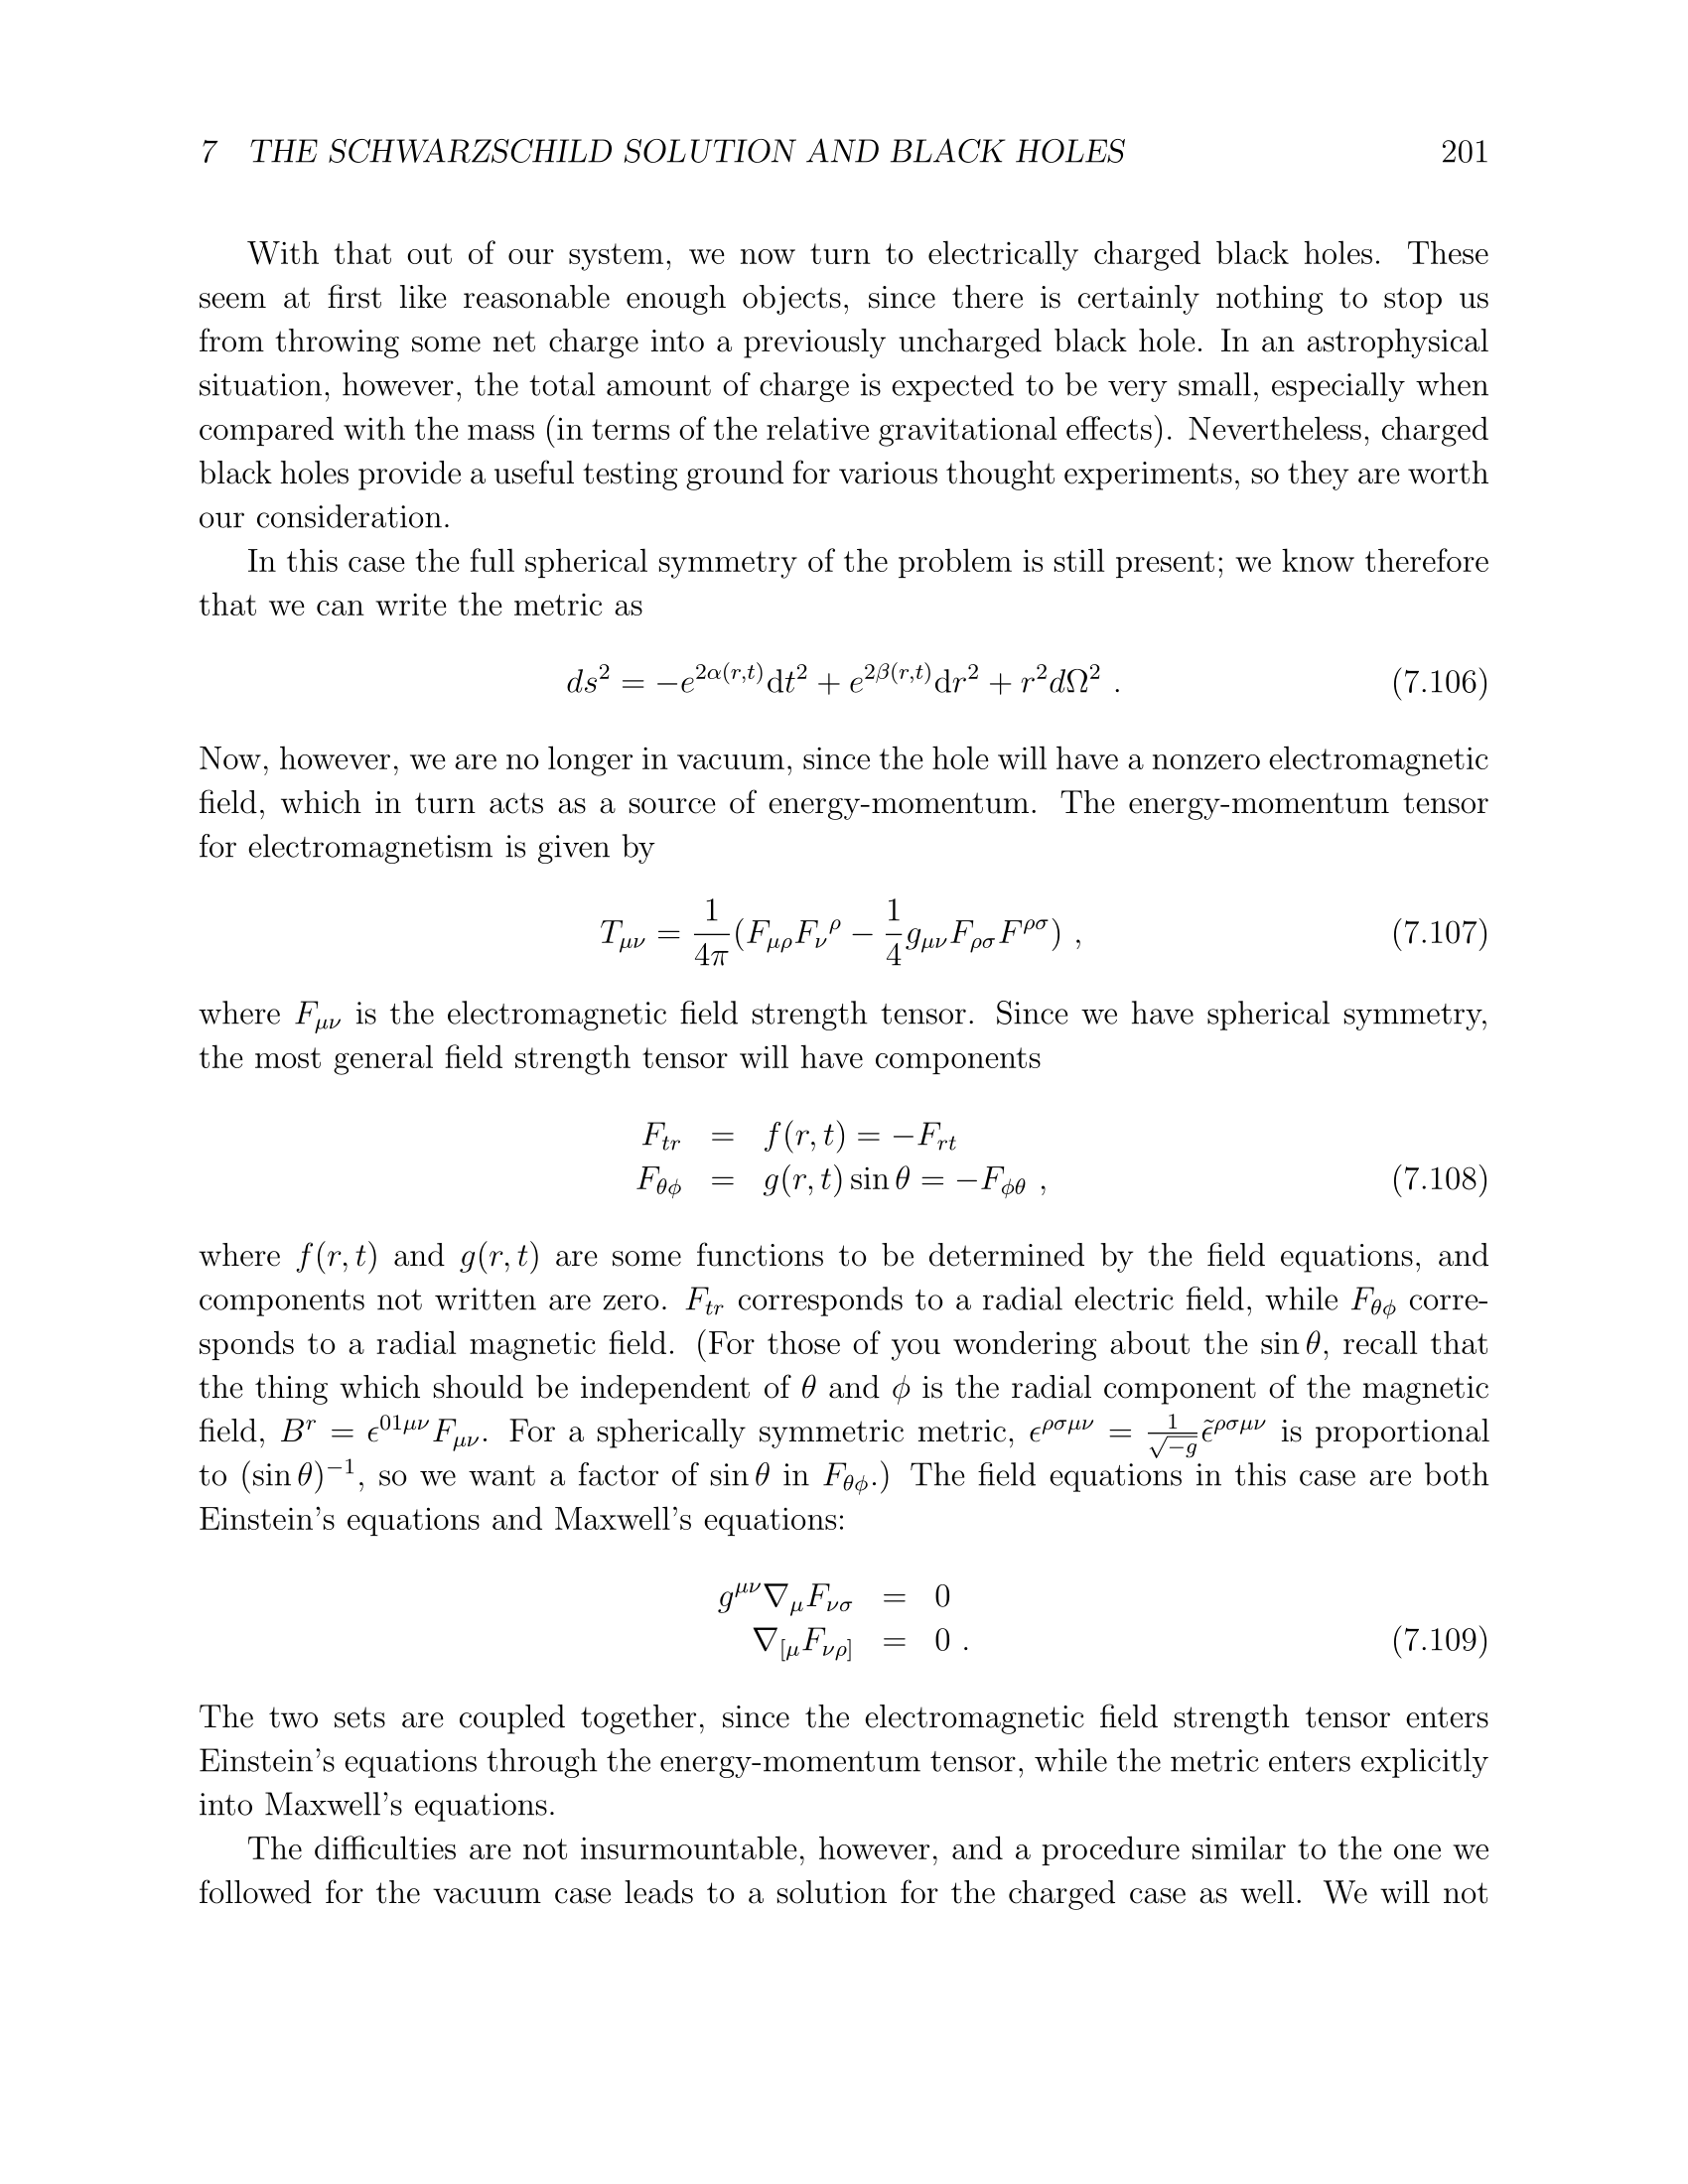 7 THE SCHWARZSCHILD SOLUTION AND BLACK HOLES 201
With that out of our system, we now turn to electrically charged black holes. These
seem at first like reasonable enough objects, since there is certainly nothing to stop us
from throwing some net charge into a previously uncharged black hole. In an astrophysical
situation, however, the total amount of charge is expected to be very small, especially when
compared with the mass (in terms of the relative gravitational effects). Nevertheless, charged
black holes provide a useful testing ground for various thought experiments, so they are worth
our consideration.
In this case the full spherical symmetry of the problem is still present; we know therefore
that we can write the metric as
$ds^2 = -e^{2\alpha(r,t)}\mathrm{d}t^2 + e^{2\beta(r,t)}\mathrm{d}r^2 + r^2 d\Omega^2$ . (7.106)
Now, however, we are no longer in vacuum, since the hole will have a nonzero electromagnetic
field, which in turn acts as a source of energy-momentum. The energy-momentum tensor
for electromagnetism is given by
$T_{\mu\nu} = \frac{1}{4\pi}(F_{\mu\rho}F_\nu{}^\rho - \frac{1}{4}g_{\mu\nu}F_{\rho\sigma}F^{\rho\sigma})$ , (7.107)
where $F_{\mu\nu}$ is the electromagnetic field strength tensor. Since we have spherical symmetry,
the most general field strength tensor will have components
$F_{tr} = f(r,t) = -F_{rt}$
$F_{\theta\phi} = g(r,t)\sin\theta = -F_{\phi\theta}$ , (7.108)
where $f(r,t)$ and $g(r,t)$ are some functions to be determined by the field equations, and
components not written are zero. $F_{tr}$ corresponds to a radial electric field, while $F_{\theta\phi}$ corre-
sponds to a radial magnetic field. (For those of you wondering about the $\sin\theta$, recall that
the thing which should be independent of $\theta$ and $\phi$ is the radial component of the magnetic
field, $B^r = \epsilon^{01\mu\nu}F_{\mu\nu}$. For a spherically symmetric metric, $\epsilon^{\rho\sigma\mu\nu} = \frac{1}{\sqrt{-g}}\tilde{\epsilon}^{\rho\sigma\mu\nu}$ is proportional
to $(\sin\theta)^{-1}$, so we want a factor of $\sin\theta$ in $F_{\theta\phi}$.) The field equations in this case are both
Einstein's equations and Maxwell's equations:
$g^{\mu\nu}\nabla_\mu F_{\nu\sigma} = 0$
$\nabla_{[\mu}F_{\nu\rho]} = 0$ . (7.109)
The two sets are coupled together, since the electromagnetic field strength tensor enters
Einstein's equations through the energy-momentum tensor, while the metric enters explicitly
into Maxwell's equations.
The difficulties are not insurmountable, however, and a procedure similar to the one we
followed for the vacuum case leads to a solution for the charged case as well. We will not